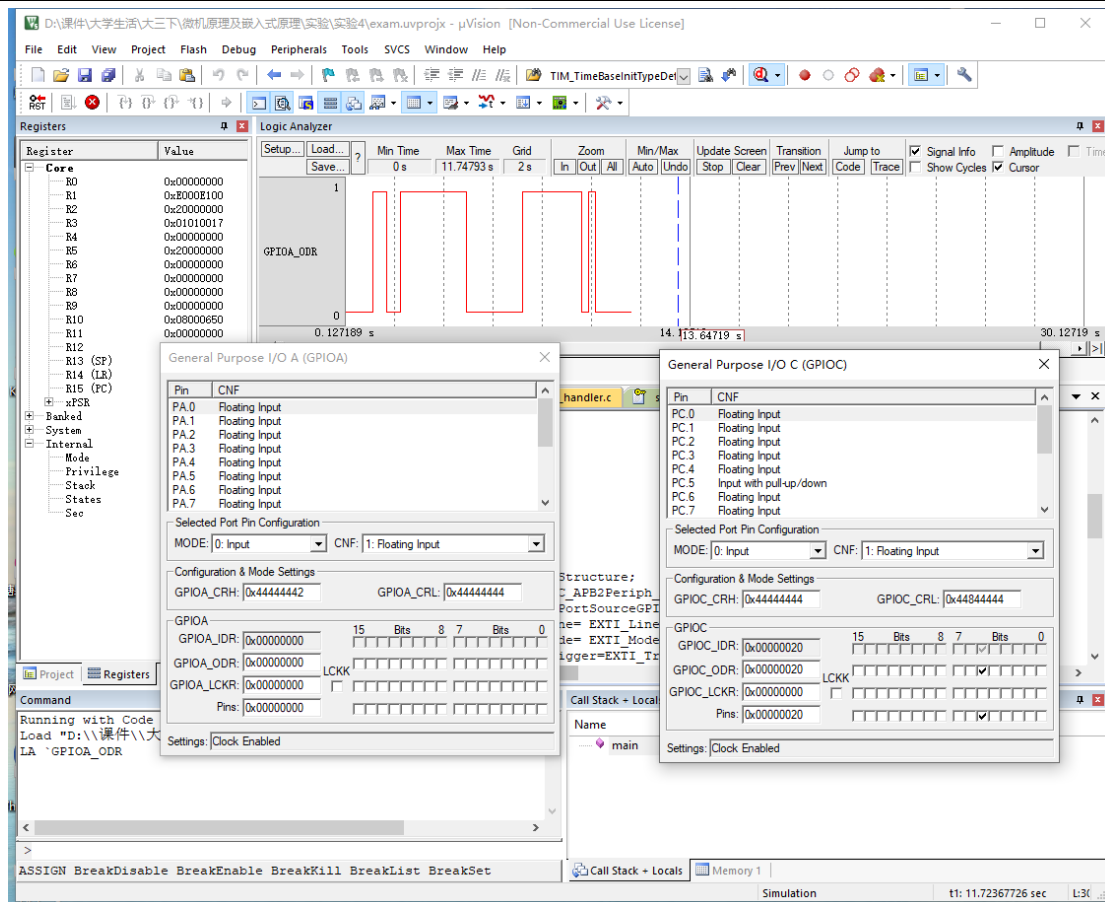 D:\课件\大学生活\大三下\微机原理及嵌入式原理\实验\实验4\exam.uvprojx - µVision [Non-Commercial Use License]
File Edit View Project Flash Debug Peripherals Tools SVCS Window Help
TIM_TimeBaseInitTypeDef
RST
Registers
Register Value
Core
R0 0x00000000
R1 0xE000E100
R2 0x20000000
R3 0x01010017
R4 0x00000000
R5 0x20000000
R6 0x00000000
R7 0x00000000
R8 0x00000000
R9 0x00000000
R10 0x08000650
R11 0x00000000
R12
R13 (SP)
R14 (LR)
R15 (PC)
xPSR
Banked
System
Internal
Mode
Privilege
Stack
States
Sec
Project Registers
Logic Analyzer
Setup... Load... Min Time Max Time Grid Zoom Min/Max Update Screen Transition Jump to Signal Info Amplitude
Save... ? 0 s 11.74793 s 2 s In Out All Auto Undo Stop Clear Prev Next Code Trace Show Cycles Cursor
1
GPIOA_ODR
0
0.127189 s 13.64719 s 30.12719 s
_handler.c
General Purpose I/O A (GPIOA)
Pin CNF
PA.0 Floating Input
PA.1 Floating Input
PA.2 Floating Input
PA.3 Floating Input
PA.4 Floating Input
PA.5 Floating Input
PA.6 Floating Input
PA.7 Floating Input
Selected Port Pin Configuration
MODE: 0: Input CNF: 1: Floating Input
Configuration & Mode Settings
GPIOA_CRH: 0x44444442 GPIOA_CRL: 0x44444444
GPIOA
15 Bits 8 7 Bits 0
GPIOA_IDR: 0x00000000
GPIOA_ODR: 0x00000000
LCKK
GPIOA_LCKR: 0x00000000
Pins: 0x00000000
Settings: Clock Enabled
Structure;
C_APB2Periph_
PortSourceGPI
ne= EXTI_Line
de= EXTI_Mode
igger=EXTI_Tr
General Purpose I/O C (GPIOC)
Pin CNF
PC.0 Floating Input
PC.1 Floating Input
PC.2 Floating Input
PC.3 Floating Input
PC.4 Floating Input
PC.5 Input with pull-up/down
PC.6 Floating Input
PC.7 Floating Input
Selected Port Pin Configuration
MODE: 0: Input CNF: 1: Floating Input
Configuration & Mode Settings
GPIOC_CRH: 0x44444444 GPIOC_CRL: 0x44844444
GPIOC
15 Bits 8 7 Bits 0
GPIOC_IDR: 0x00000020
GPIOC_ODR: 0x00000020
LCKK
GPIOC_LCKR: 0x00000000
Pins: 0x00000020
Settings: Clock Enabled
Command
Running with Code
Load "D:\\课件\\大
LA `GPIOA_ODR
>
ASSIGN BreakDisable BreakEnable BreakKill BreakList BreakSet
Call Stack + Locals
Name
main
Call Stack + Locals Memory 1
Simulation t1: 11.72367726 sec